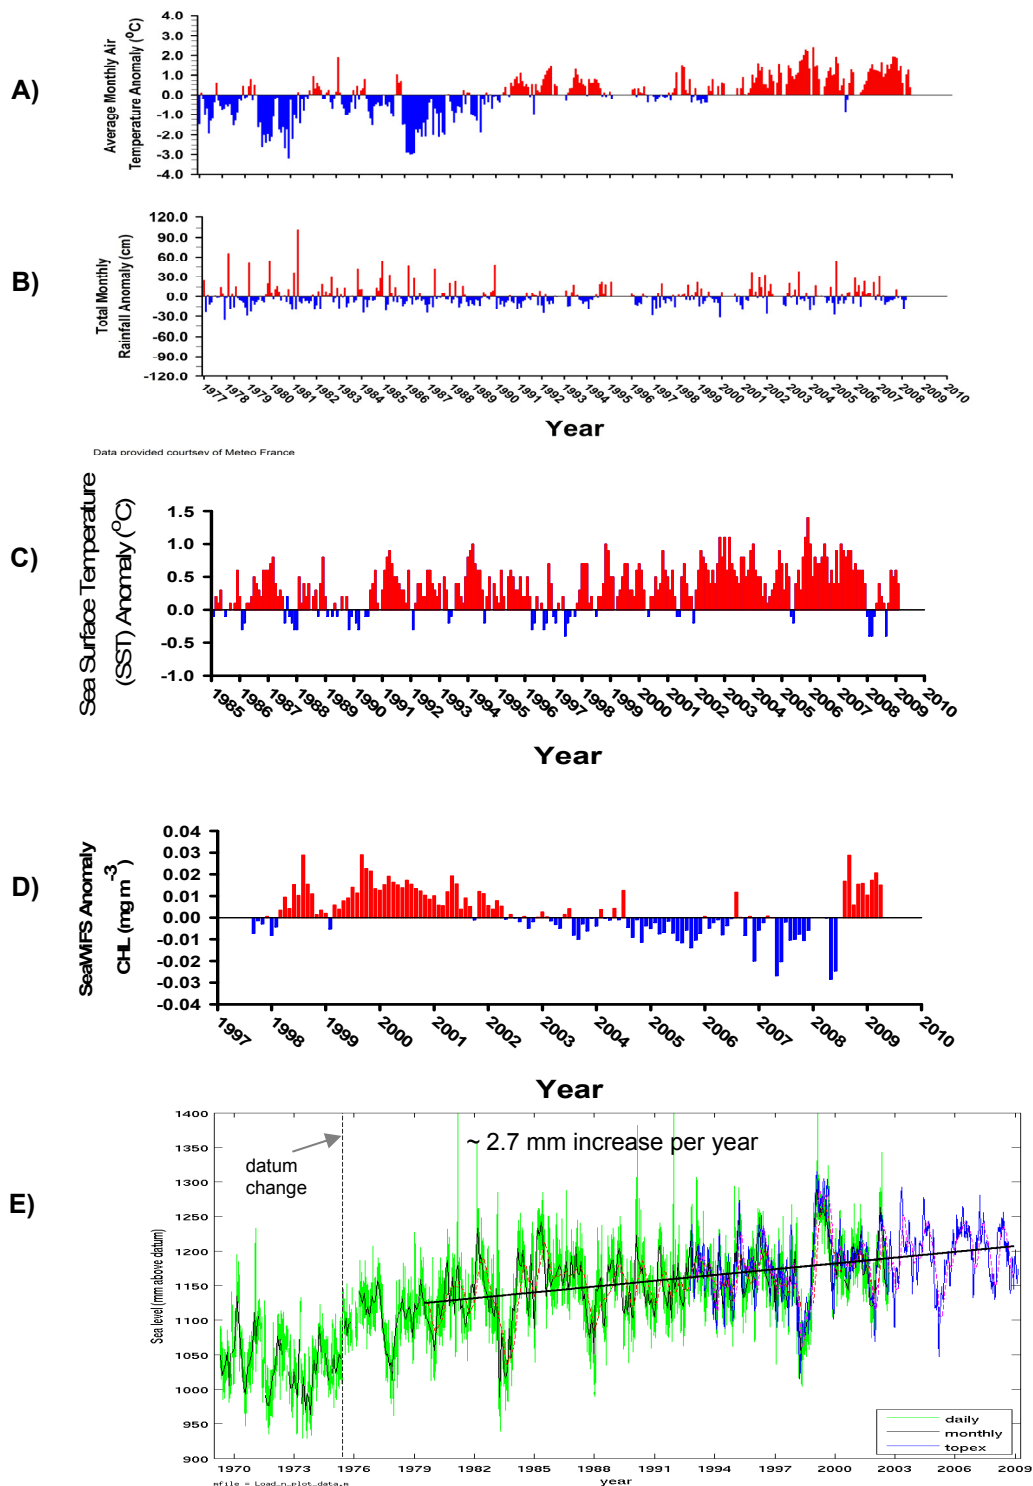 A)
Average Monthly Air
Temperature Anomaly (⁰C)
4.0
3.0
2.0
1.0
0.0
-1.0
-2.0
-3.0
-4.0
B)
Total Monthly
Rainfall Anomaly (cm)
120.0
90.0
60.0
30.0
0.0
-30.0
-60.0
-90.0
-120.0
1977 1978 1979 1980 1981 1982 1983 1984 1985 1986 1987 1988 1989 1990 1991 1992 1993 1994 1995 1996 1997 1998 1999 2000 2001 2002 2003 2004 2005 2006 2007 2008 2009 2010
Year
Data provided courtsey of Meteo France
C)
Sea Surface Temperature
(SST) Anomaly (⁰C)
1.5
1.0
0.5
0.0
-0.5
-1.0
1985 1986 1987 1988 1989 1990 1991 1992 1993 1994 1995 1996 1997 1998 1999 2000 2001 2002 2003 2004 2005 2006 2007 2008 2009 2010
Year
D)
SeaWiFS Anomaly
CHL (mg m⁻³)
0.04
0.03
0.02
0.01
0.00
-0.01
-0.02
-0.03
-0.04
1997 1998 1999 2000 2001 2002 2003 2004 2005 2006 2007 2008 2009 2010
Year
E)
~ 2.7 mm increase per year
datum
change
Sea level (mm above datum)
1400
1300
1250
1200
1150
1100
1050
1000
950
900
1970 1973 1976 1979 1982 1985 1988 1991 1994 1997 2000 2003 2006 2009
year
daily
monthly
topex
mfile = Load_n_plot_data.m